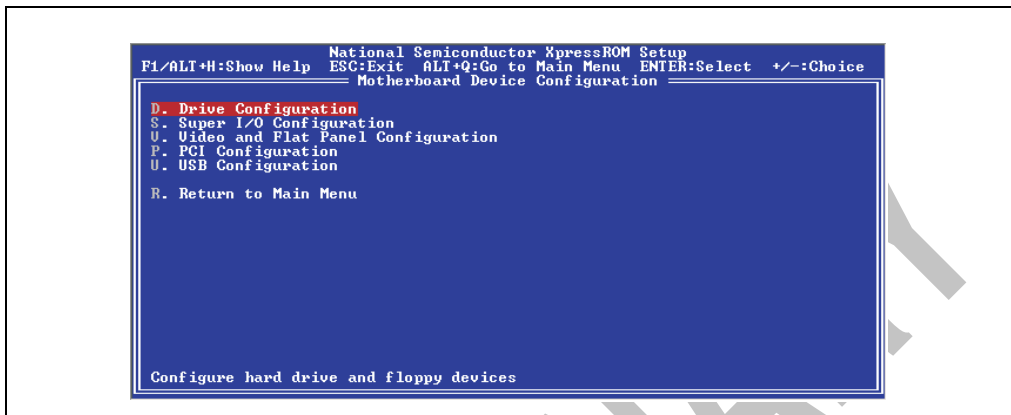 National Semiconductor XpressROM Setup
F1/ALT+H:Show Help ESC:Exit ALT+Q:Go to Main Menu ENTER:Select +/-:Choice
Motherboard Device Configuration
D. Drive Configuration
S. Super I/O Configuration
V. Video and Flat Panel Configuration
P. PCI Configuration
U. USB Configuration
R. Return to Main Menu
Configure hard drive and floppy devices